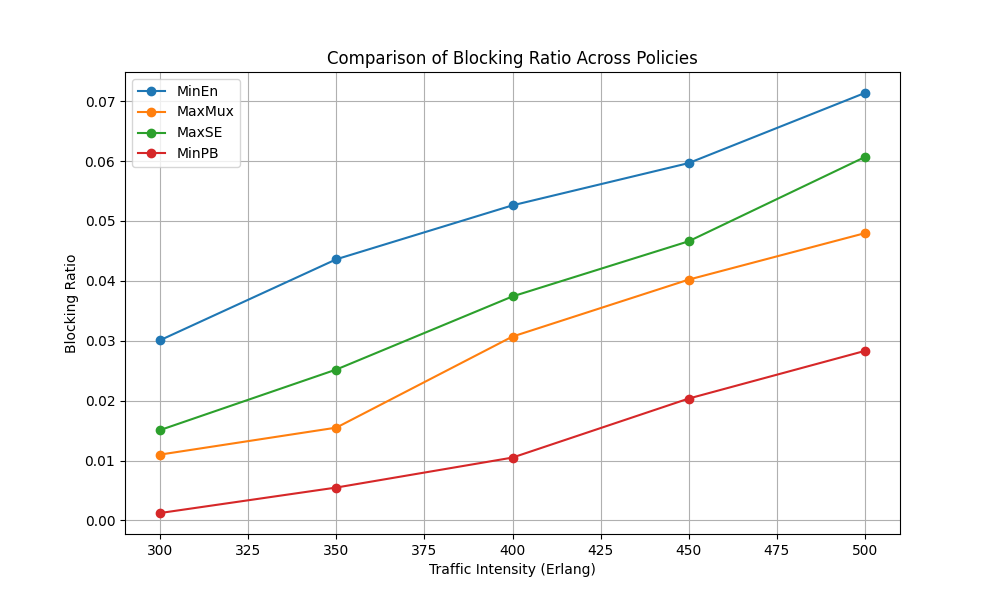 Comparison of Blocking Ratio Across Policies
MinEn
MaxMux
MaxSE
MinPB
Blocking Ratio
0.07
0.06
0.05
0.04
0.03
0.02
0.01
0.00
300 325 350 375 400 425 450 475 500
Traffic Intensity (Erlang)